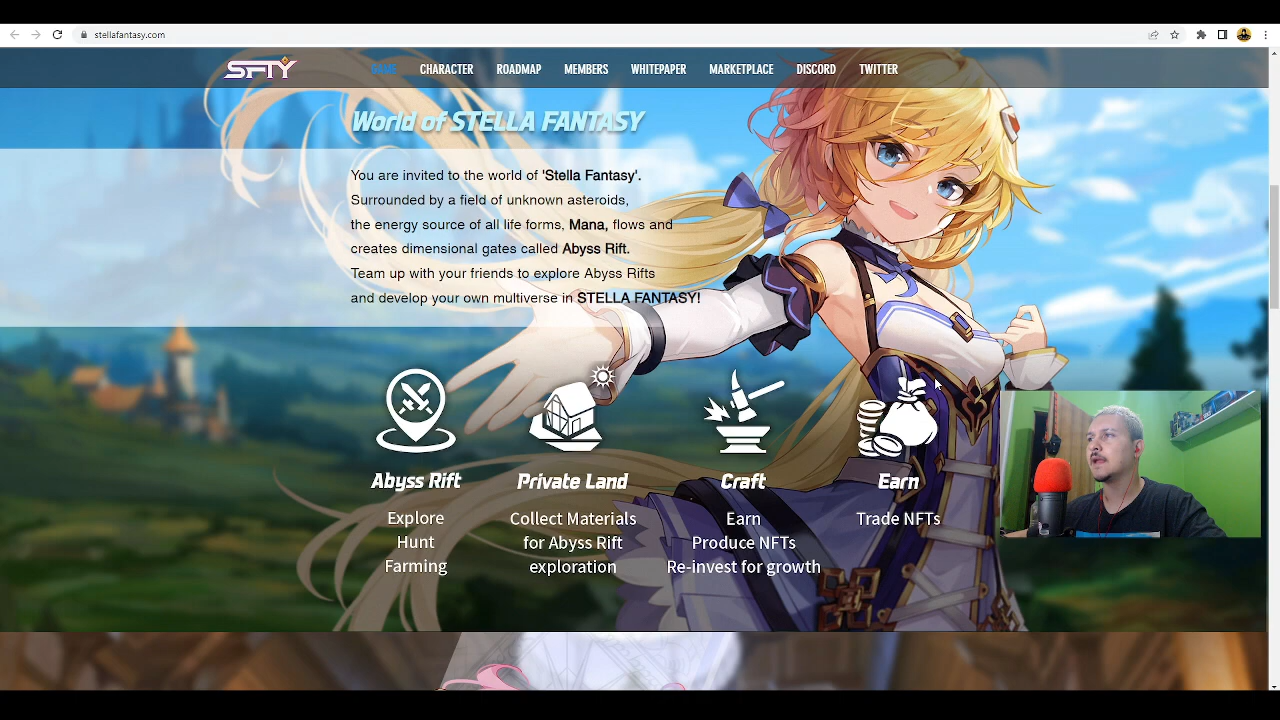 stellafantasy.com
SFTY
GAME CHARACTER ROADMAP MEMBERS WHITEPAPER MARKETPLACE DISCORD TWITTER
World of STELLA FANTASY
You are invited to the world of 'Stella Fantasy'.
Surrounded by a field of unknown asteroids,
the energy source of all life forms, Mana, flows and
creates dimensional gates called Abyss Rift.
Team up with your friends to explore Abyss Rifts
and develop your own multiverse in STELLA FANTASY!
Abyss Rift
Explore
Hunt
Farming
Private Land
Collect Materials
for Abyss Rift
exploration
Craft
Earn
Produce NFTs
Re-invest for growth
Earn
Trade NFTs